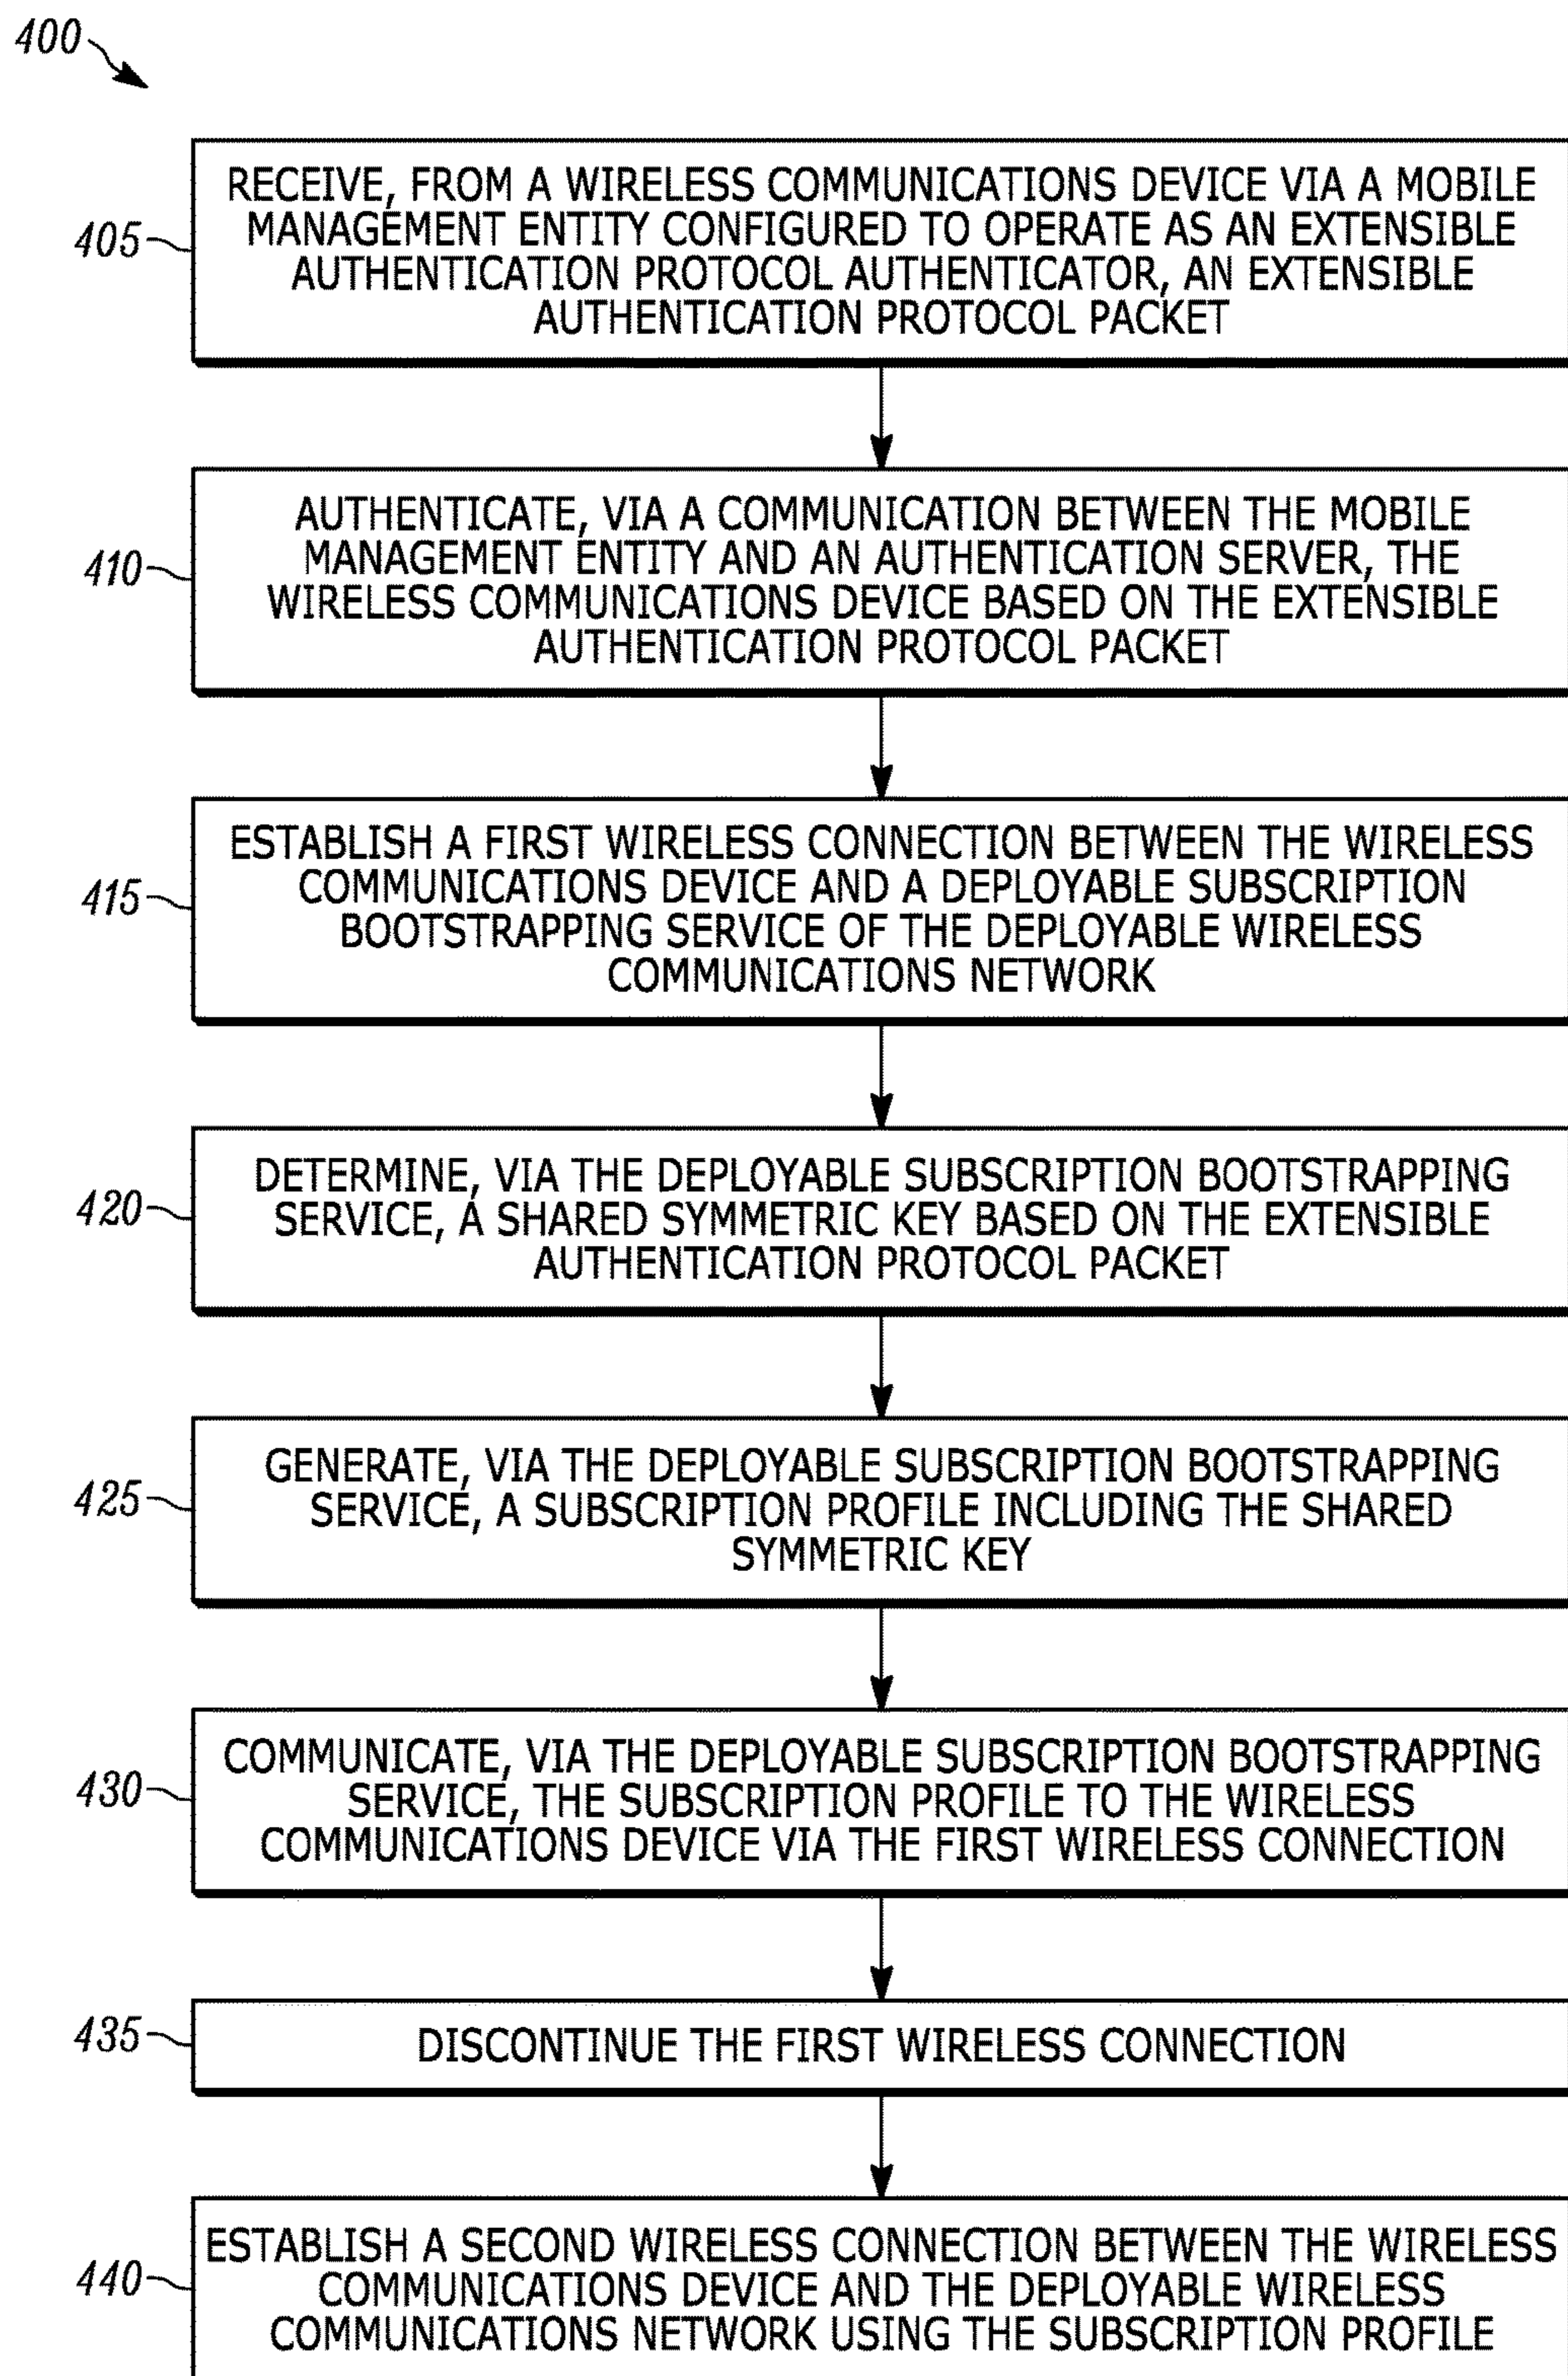 400
405
RECEIVE, FROM A WIRELESS COMMUNICATIONS DEVICE VIA A MOBILE
MANAGEMENT ENTITY CONFIGURED TO OPERATE AS AN EXTENSIBLE
AUTHENTICATION PROTOCOL AUTHENTICATOR, AN EXTENSIBLE
AUTHENTICATION PROTOCOL PACKET
410
AUTHENTICATE, VIA A COMMUNICATION BETWEEN THE MOBILE
MANAGEMENT ENTITY AND AN AUTHENTICATION SERVER, THE
WIRELESS COMMUNICATIONS DEVICE BASED ON THE EXTENSIBLE
AUTHENTICATION PROTOCOL PACKET
415
ESTABLISH A FIRST WIRELESS CONNECTION BETWEEN THE WIRELESS
COMMUNICATIONS DEVICE AND A DEPLOYABLE SUBSCRIPTION
BOOTSTRAPPING SERVICE OF THE DEPLOYABLE WIRELESS
COMMUNICATIONS NETWORK
420
DETERMINE, VIA THE DEPLOYABLE SUBSCRIPTION BOOTSTRAPPING
SERVICE, A SHARED SYMMETRIC KEY BASED ON THE EXTENSIBLE
AUTHENTICATION PROTOCOL PACKET
425
GENERATE, VIA THE DEPLOYABLE SUBSCRIPTION BOOTSTRAPPING
SERVICE, A SUBSCRIPTION PROFILE INCLUDING THE SHARED
SYMMETRIC KEY
430
COMMUNICATE, VIA THE DEPLOYABLE SUBSCRIPTION BOOTSTRAPPING
SERVICE, THE SUBSCRIPTION PROFILE TO THE WIRELESS
COMMUNICATIONS DEVICE VIA THE FIRST WIRELESS CONNECTION
435
DISCONTINUE THE FIRST WIRELESS CONNECTION
440
ESTABLISH A SECOND WIRELESS CONNECTION BETWEEN THE WIRELESS
COMMUNICATIONS DEVICE AND THE DEPLOYABLE WIRELESS
COMMUNICATIONS NETWORK USING THE SUBSCRIPTION PROFILE